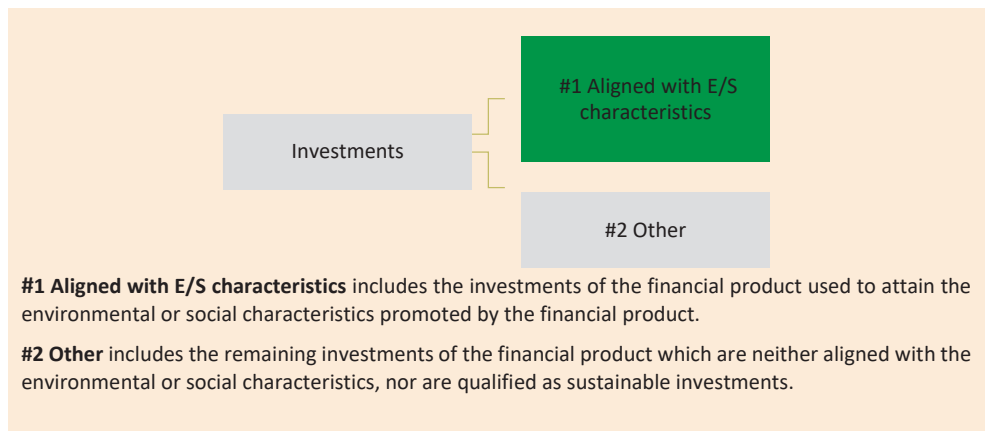 #1 Aligned with E/S
characteristics
Investments
#2 Other
#1 Aligned with E/S characteristics includes the investments of the financial product used to attain the
environmental or social characteristics promoted by the financial product.
#2 Other includes the remaining investments of the financial product which are neither aligned with the
environmental or social characteristics, nor are qualified as sustainable investments.